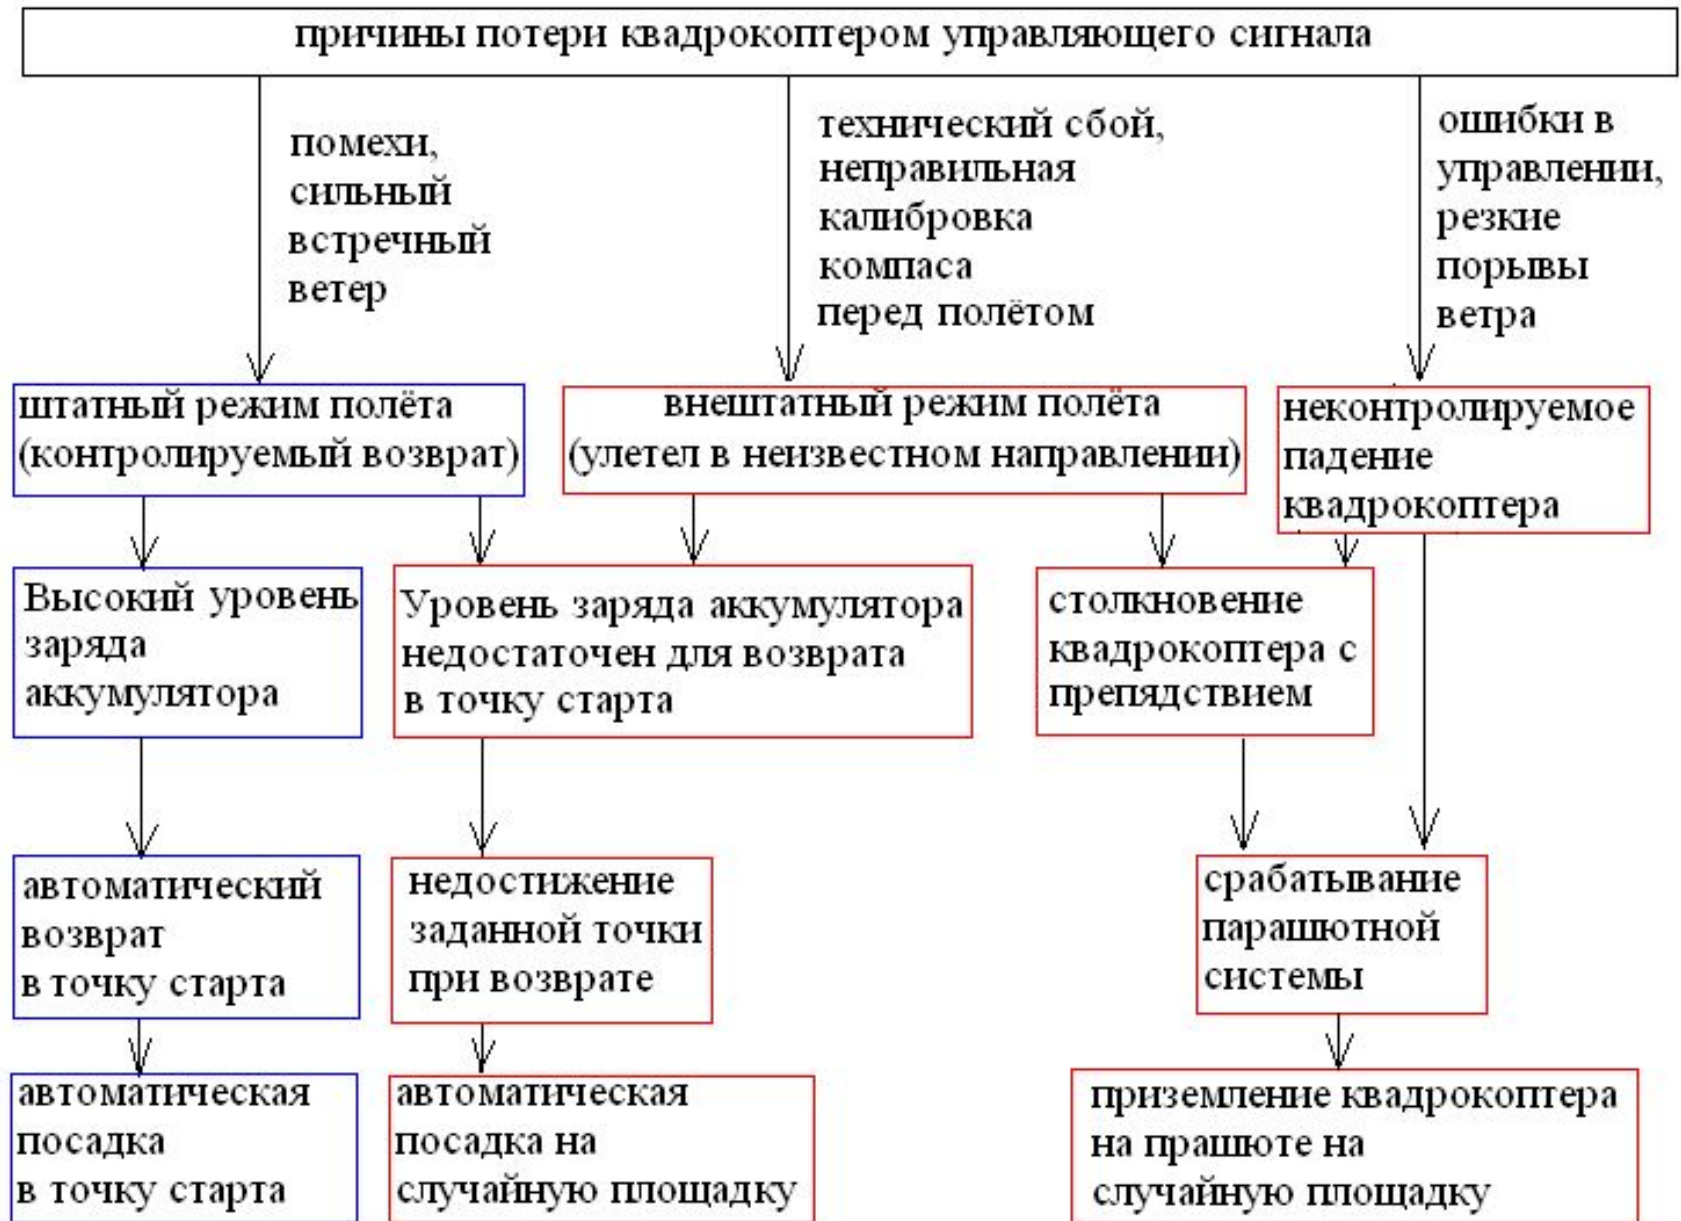 причины потери квадрокоптером управляющего сигнала
помехи,
сильный
встречный
ветер
технический сбой,
неправильная
калибровка
компаса
перед полётом
ошибки в
управлении,
резкие
порывы
ветра
штатный режим полёта
(контролируемый возврат)
внештатный режим полёта
(улетел в неизвестном направлении)
неконтролируемое
падение
квадрокоптера
Высокий уровень
заряда
аккумулятора
Уровень заряда аккумулятора
недостаточен для возврата
в точку старта
столкновение
квадрокоптера с
препядствием
автоматический
возврат
в точку старта
недостижение
заданной точки
при возврате
срабатывание
парашютной
системы
автоматическая
посадка
в точку старта
автоматическая
посадка на
случайную площадку
приземление квадрокоптера
на прашюте на
случайную площадку